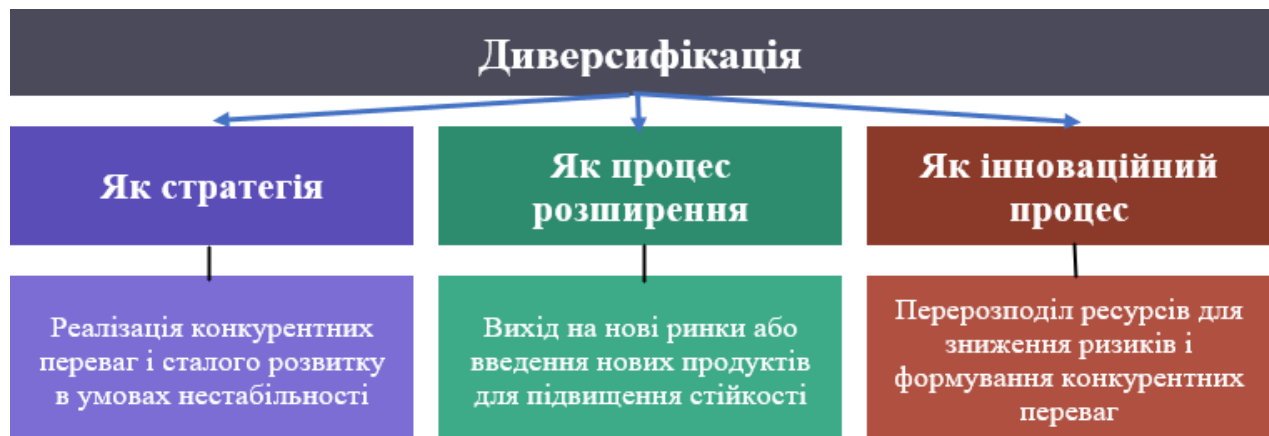 Диверсифікація
Як стратегія
Як процес
розширення
Як інноваційний
процес
Реалізація конкурентних
переваг і сталого розвитку
в умовах нестабільності
Вихід на нові ринки або
введення нових продуктів
для підвищення стійкості
Перерозподіл ресурсів для
зниження ризиків і
формування конкурентних
переваг